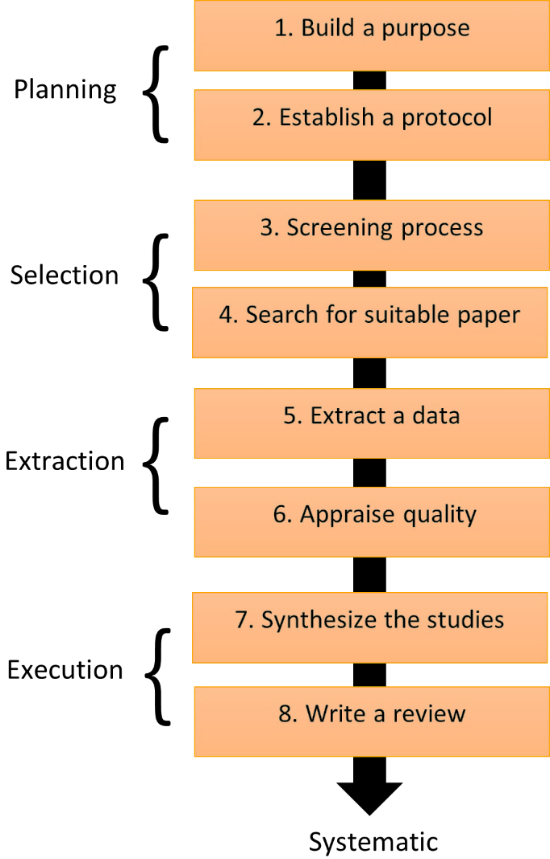 1. Build a purpose
Planning
2. Establish a protocol
3. Screening process
Selection
4. Search for suitable paper
5. Extract a data
Extraction
6. Appraise quality
7. Synthesize the studies
Execution
8. Write a review
Systematic